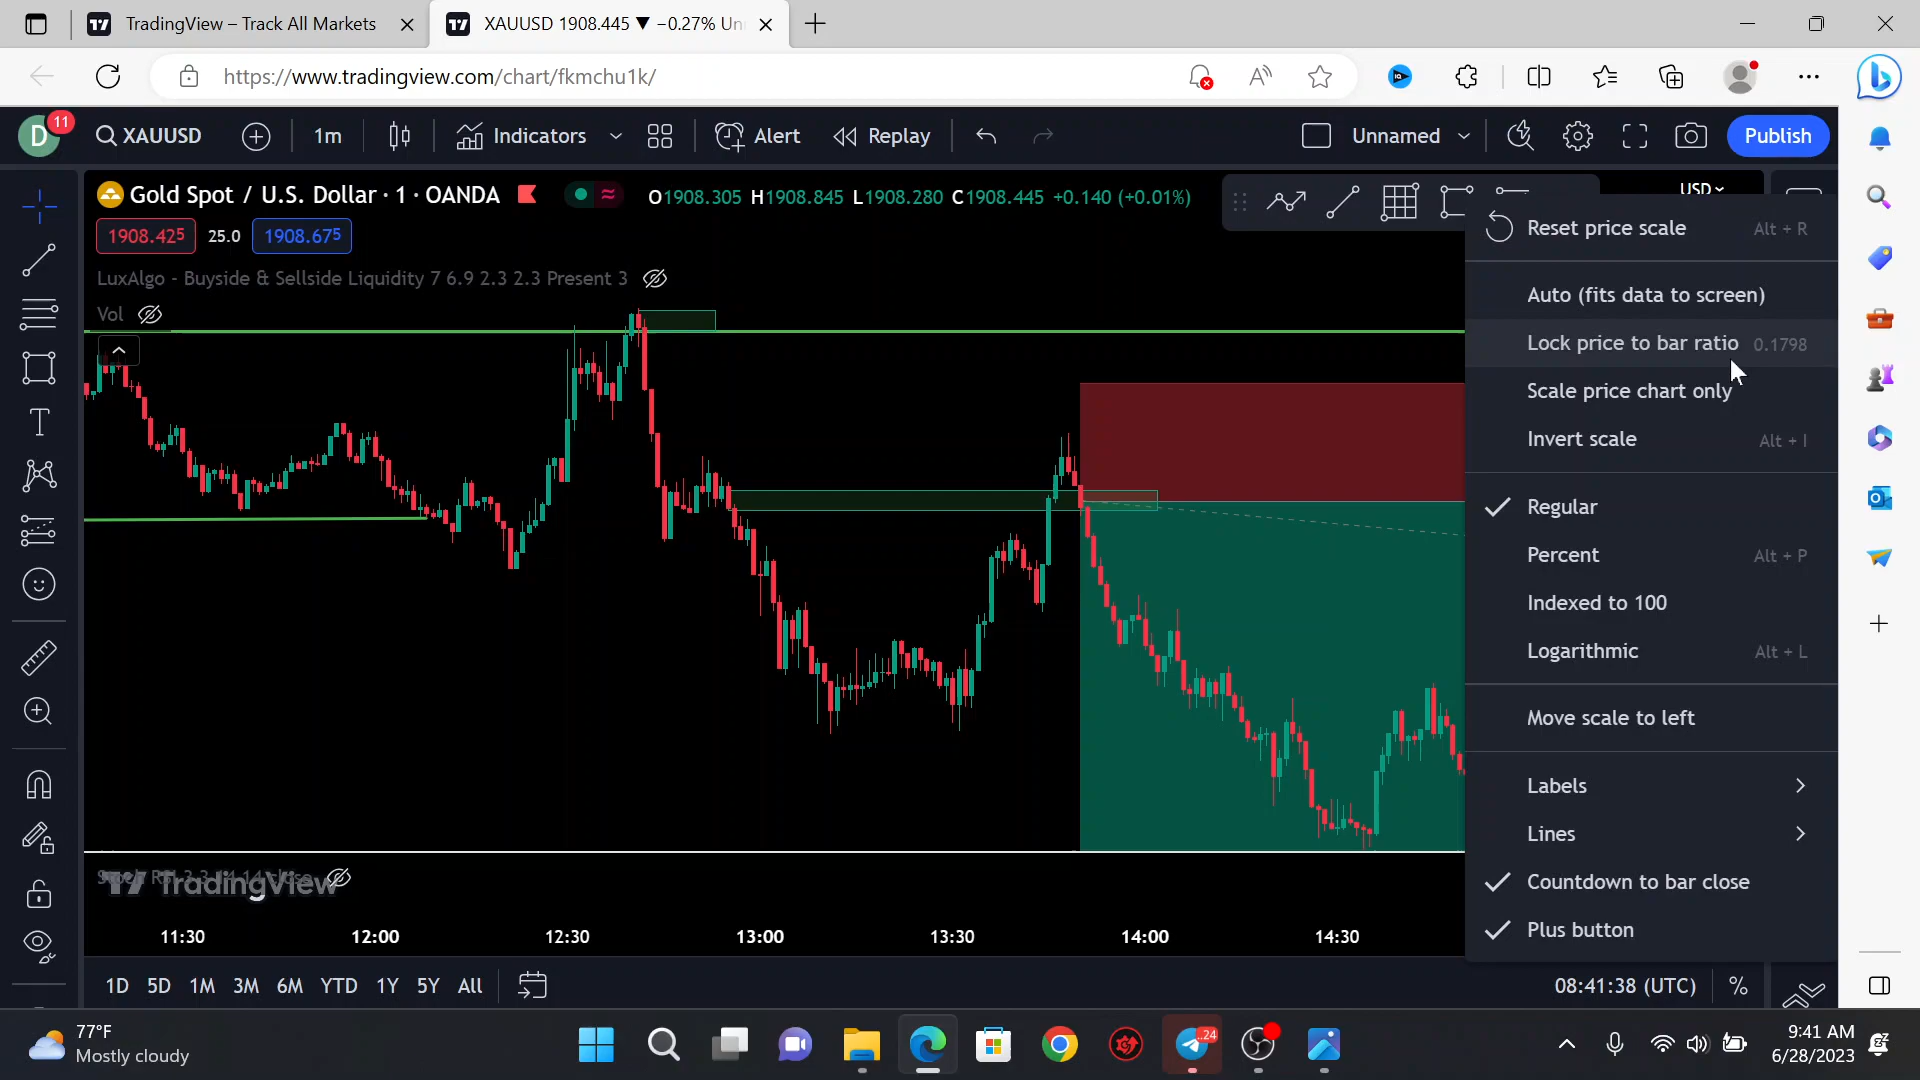 TradingView – Track All Markets
XAUUSD 1908.445 ▼ −0.27% Un
https://www.tradingview.com/chart/fkmchu1k/
D
11
XAUUSD
1m
Indicators
Alert
Replay
Unnamed
Publish
Gold Spot / U.S. Dollar · 1 · OANDA
O1908.305 H1908.845 L1908.280 C1908.445 +0.140 (+0.01%)
USD
1908.425
25.0
1908.675
LuxAlgo - Buyside & Sellside Liquidity 7 6.9 2.3 2.3 Present 3
Vol
Reset price scale Alt + R
Auto (fits data to screen)
Lock price to bar ratio 0.1798
Scale price chart only
Invert scale Alt + I
Regular
Percent Alt + P
Indexed to 100
Logarithmic Alt + L
Move scale to left
Labels
Lines
Countdown to bar close
Plus button
Stoch RSI 3 3 14 14 close
TradingView
11:30 12:00 12:30 13:00 13:30 14:00 14:30
1D 5D 1M 3M 6M YTD 1Y 5Y All
08:41:38 (UTC)
%
77°F
Mostly cloudy
24
9:41 AM
6/28/2023